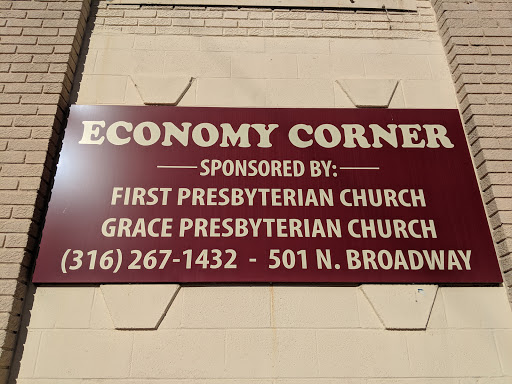 ECONOMY CORNER
SPONSORED BY:
FIRST PRESBYTERIAN CHURCH
GRACE PRESBYTERIAN CHURCH
(316) 267-1432 - 501 N. BROADWAY